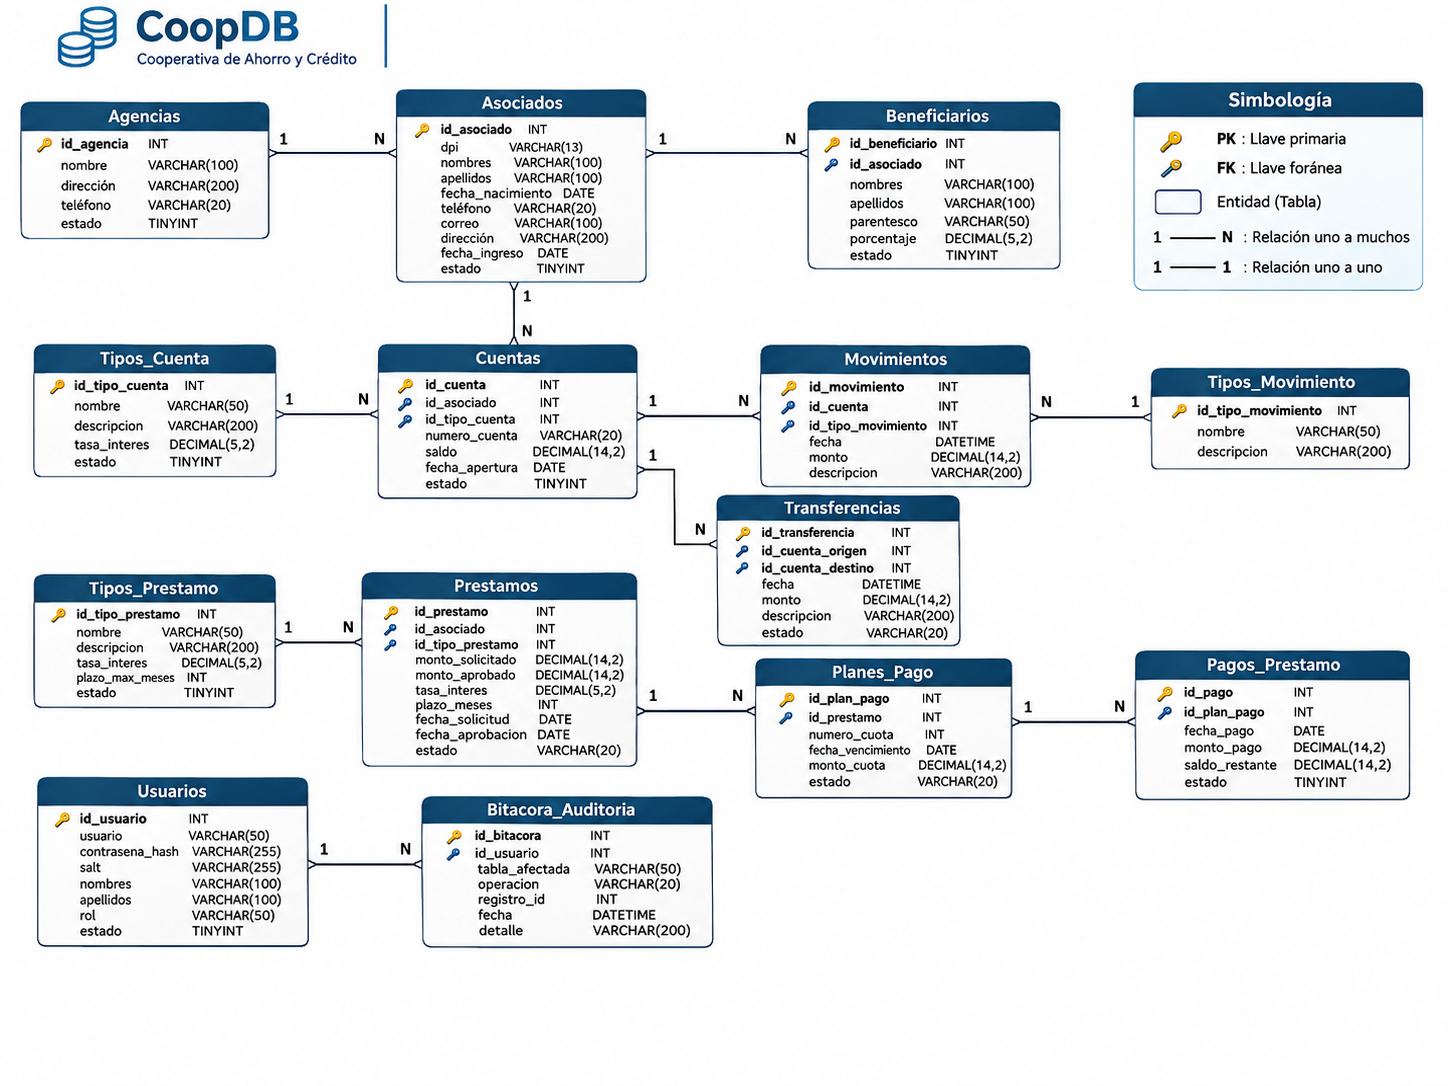 CoopDB
Cooperativa de Ahorro y Crédito
Agencias
id_agencia INT
nombre VARCHAR(100)
dirección VARCHAR(200)
teléfono VARCHAR(20)
estado TINYINT
1 N
Asociados
id_asociado INT
dpi VARCHAR(13)
nombres VARCHAR(100)
apellidos VARCHAR(100)
fecha_nacimiento DATE
teléfono VARCHAR(20)
correo VARCHAR(100)
dirección VARCHAR(200)
fecha_ingreso DATE
estado TINYINT
1 N
Beneficiarios
id_beneficiario INT
id_asociado INT
nombres VARCHAR(100)
apellidos VARCHAR(100)
parentesco VARCHAR(50)
porcentaje DECIMAL(5,2)
estado TINYINT
Simbología
PK : Llave primaria
FK : Llave foránea
Entidad (Tabla)
1 N : Relación uno a muchos
1 1 : Relación uno a uno
1
N
Tipos_Cuenta
id_tipo_cuenta INT
nombre VARCHAR(50)
descripcion VARCHAR(200)
tasa_interes DECIMAL(5,2)
estado TINYINT
1 N
Cuentas
id_cuenta INT
id_asociado INT
id_tipo_cuenta INT
numero_cuenta VARCHAR(20)
saldo DECIMAL(14,2)
fecha_apertura DATE
estado TINYINT
1 N
Movimientos
id_movimiento INT
id_cuenta INT
id_tipo_movimiento INT
fecha DATETIME
monto DECIMAL(14,2)
descripcion VARCHAR(200)
N 1
Tipos_Movimiento
id_tipo_movimiento INT
nombre VARCHAR(50)
descripcion VARCHAR(200)
1
N
Transferencias
id_transferencia INT
id_cuenta_origen INT
id_cuenta_destino INT
fecha DATETIME
monto DECIMAL(14,2)
descripcion VARCHAR(200)
estado VARCHAR(20)
Tipos_Prestamo
id_tipo_prestamo INT
nombre VARCHAR(50)
descripcion VARCHAR(200)
tasa_interes DECIMAL(5,2)
plazo_max_meses INT
estado TINYINT
1 N
Prestamos
id_prestamo INT
id_asociado INT
id_tipo_prestamo INT
monto_solicitado DECIMAL(14,2)
monto_aprobado DECIMAL(14,2)
tasa_interes DECIMAL(5,2)
plazo_meses INT
fecha_solicitud DATE
fecha_aprobacion DATE
estado VARCHAR(20)
1 N
Planes_Pago
id_plan_pago INT
id_prestamo INT
numero_cuota INT
fecha_vencimiento DATE
monto_cuota DECIMAL(14,2)
estado VARCHAR(20)
1 N
Pagos_Prestamo
id_pago INT
id_plan_pago INT
fecha_pago DATE
monto_pago DECIMAL(14,2)
saldo_restante DECIMAL(14,2)
estado TINYINT
Usuarios
id_usuario INT
usuario VARCHAR(50)
contrasena_hash VARCHAR(255)
salt VARCHAR(255)
nombres VARCHAR(100)
apellidos VARCHAR(100)
rol VARCHAR(50)
estado TINYINT
1 N
Bitacora_Auditoria
id_bitacora INT
id_usuario INT
tabla_afectada VARCHAR(50)
operacion VARCHAR(20)
registro_id INT
fecha DATETIME
detalle VARCHAR(200)